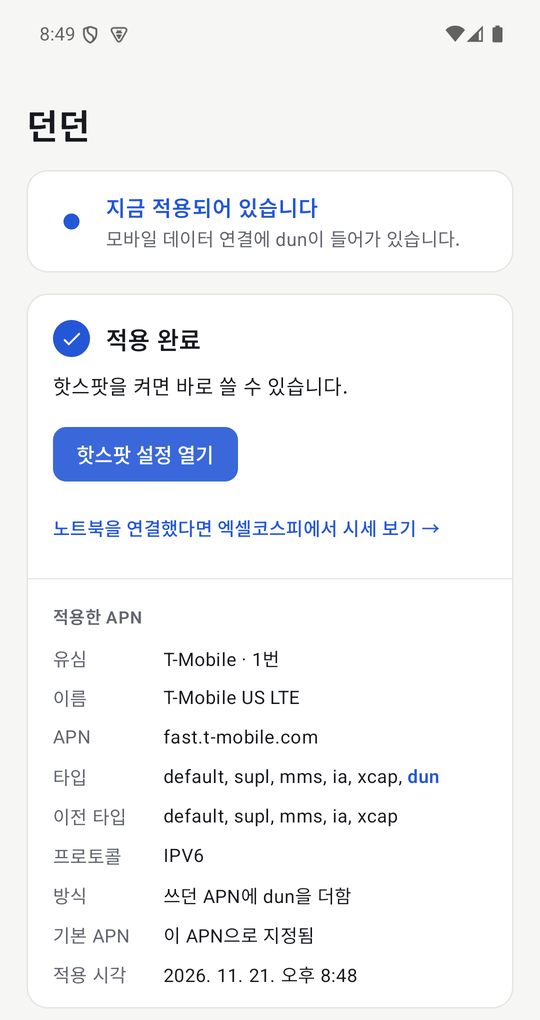 8:49
던던
지금 적용되어 있습니다
모바일 데이터 연결에 dun이 들어가 있습니다.
적용 완료
핫스팟을 켜면 바로 쓸 수 있습니다.
핫스팟 설정 열기
노트북을 연결했다면 엑셀코스피에서 시세 보기 →
적용한 APN
유심 T-Mobile · 1번
이름 T-Mobile US LTE
APN fast.t-mobile.com
타입 default, supl, mms, ia, xcap, dun
이전 타입 default, supl, mms, ia, xcap
프로토콜 IPV6
방식 쓰던 APN에 dun을 더함
기본 APN 이 APN으로 지정됨
적용 시각 2026. 11. 21. 오후 8:48